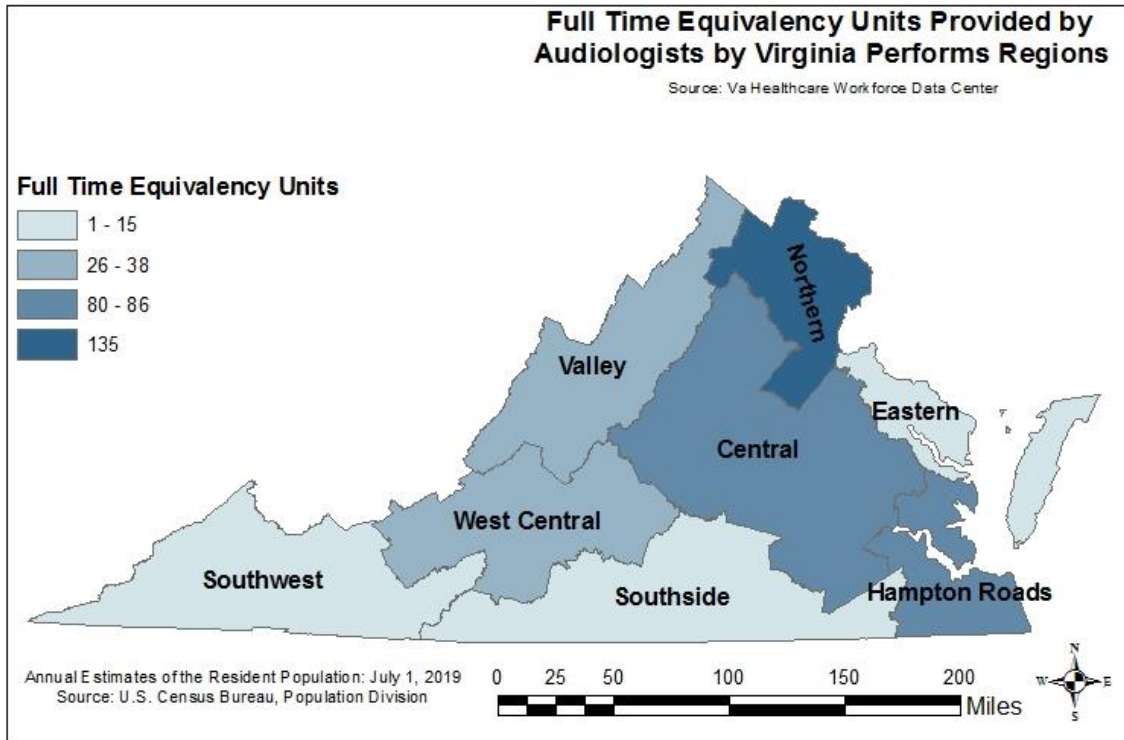 Full Time Equivalency Units Provided by
Audiologists by Virginia Performs Regions
Source: Va Healthcare Workforce Data Center
Full Time Equivalency Units
1 - 15
26 - 38
80 - 86
135
Northern
Valley
Eastern
Central
West Central
Southwest
Southside
Hampton Roads
Annual Estimates of the Resident Population: July 1, 2019
Source: U.S. Census Bureau, Population Division
0 25 50 100 150 200
Miles
N
W E
S